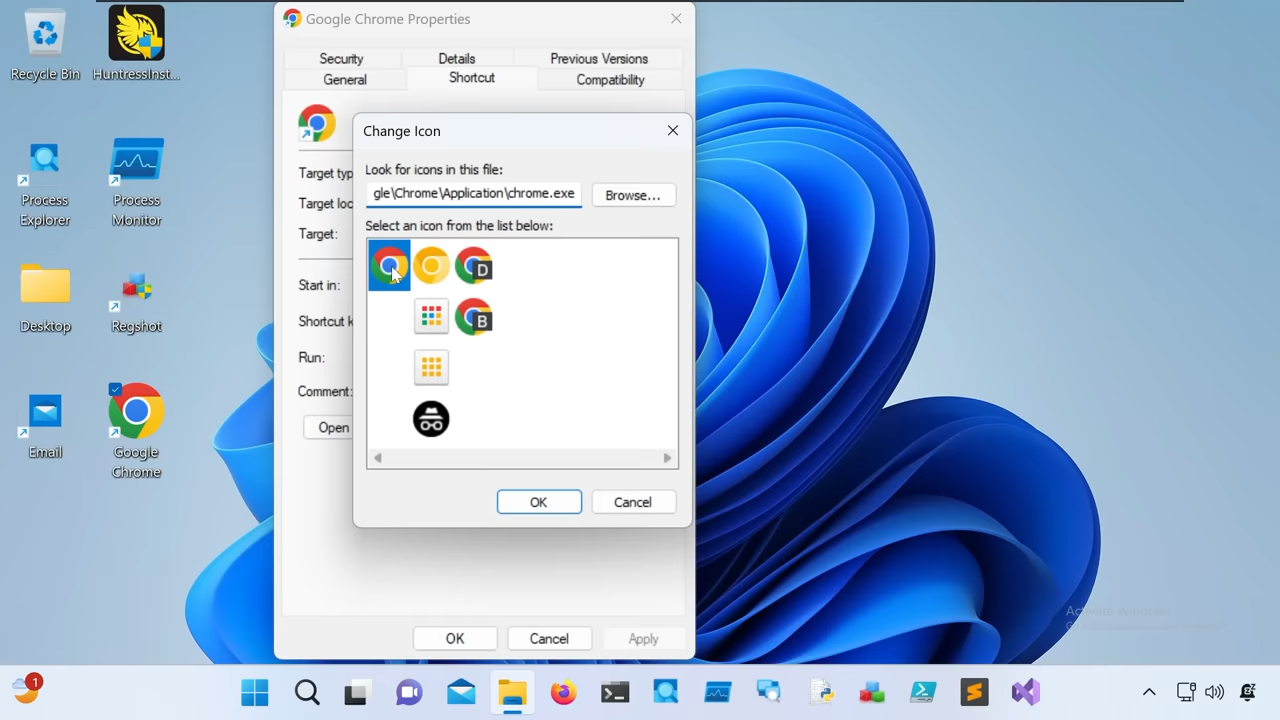 Google Chrome Properties
Recycle Bin
HuntressInst...
Security
Details
Previous Versions
General
Shortcut
Compatibility
Change Icon
Look for icons in this file:
gle\Chrome\Application\chrome.exe
Browse...
Select an icon from the list below:
D
B
OK
Cancel
Target typ
Target loc
Target:
Start in:
Shortcut k
Run:
Comment:
Open
OK
Cancel
Apply
Process
Explorer
Process
Monitor
Desktop
Regshot
Email
Google
Chrome
Activate Windows
1